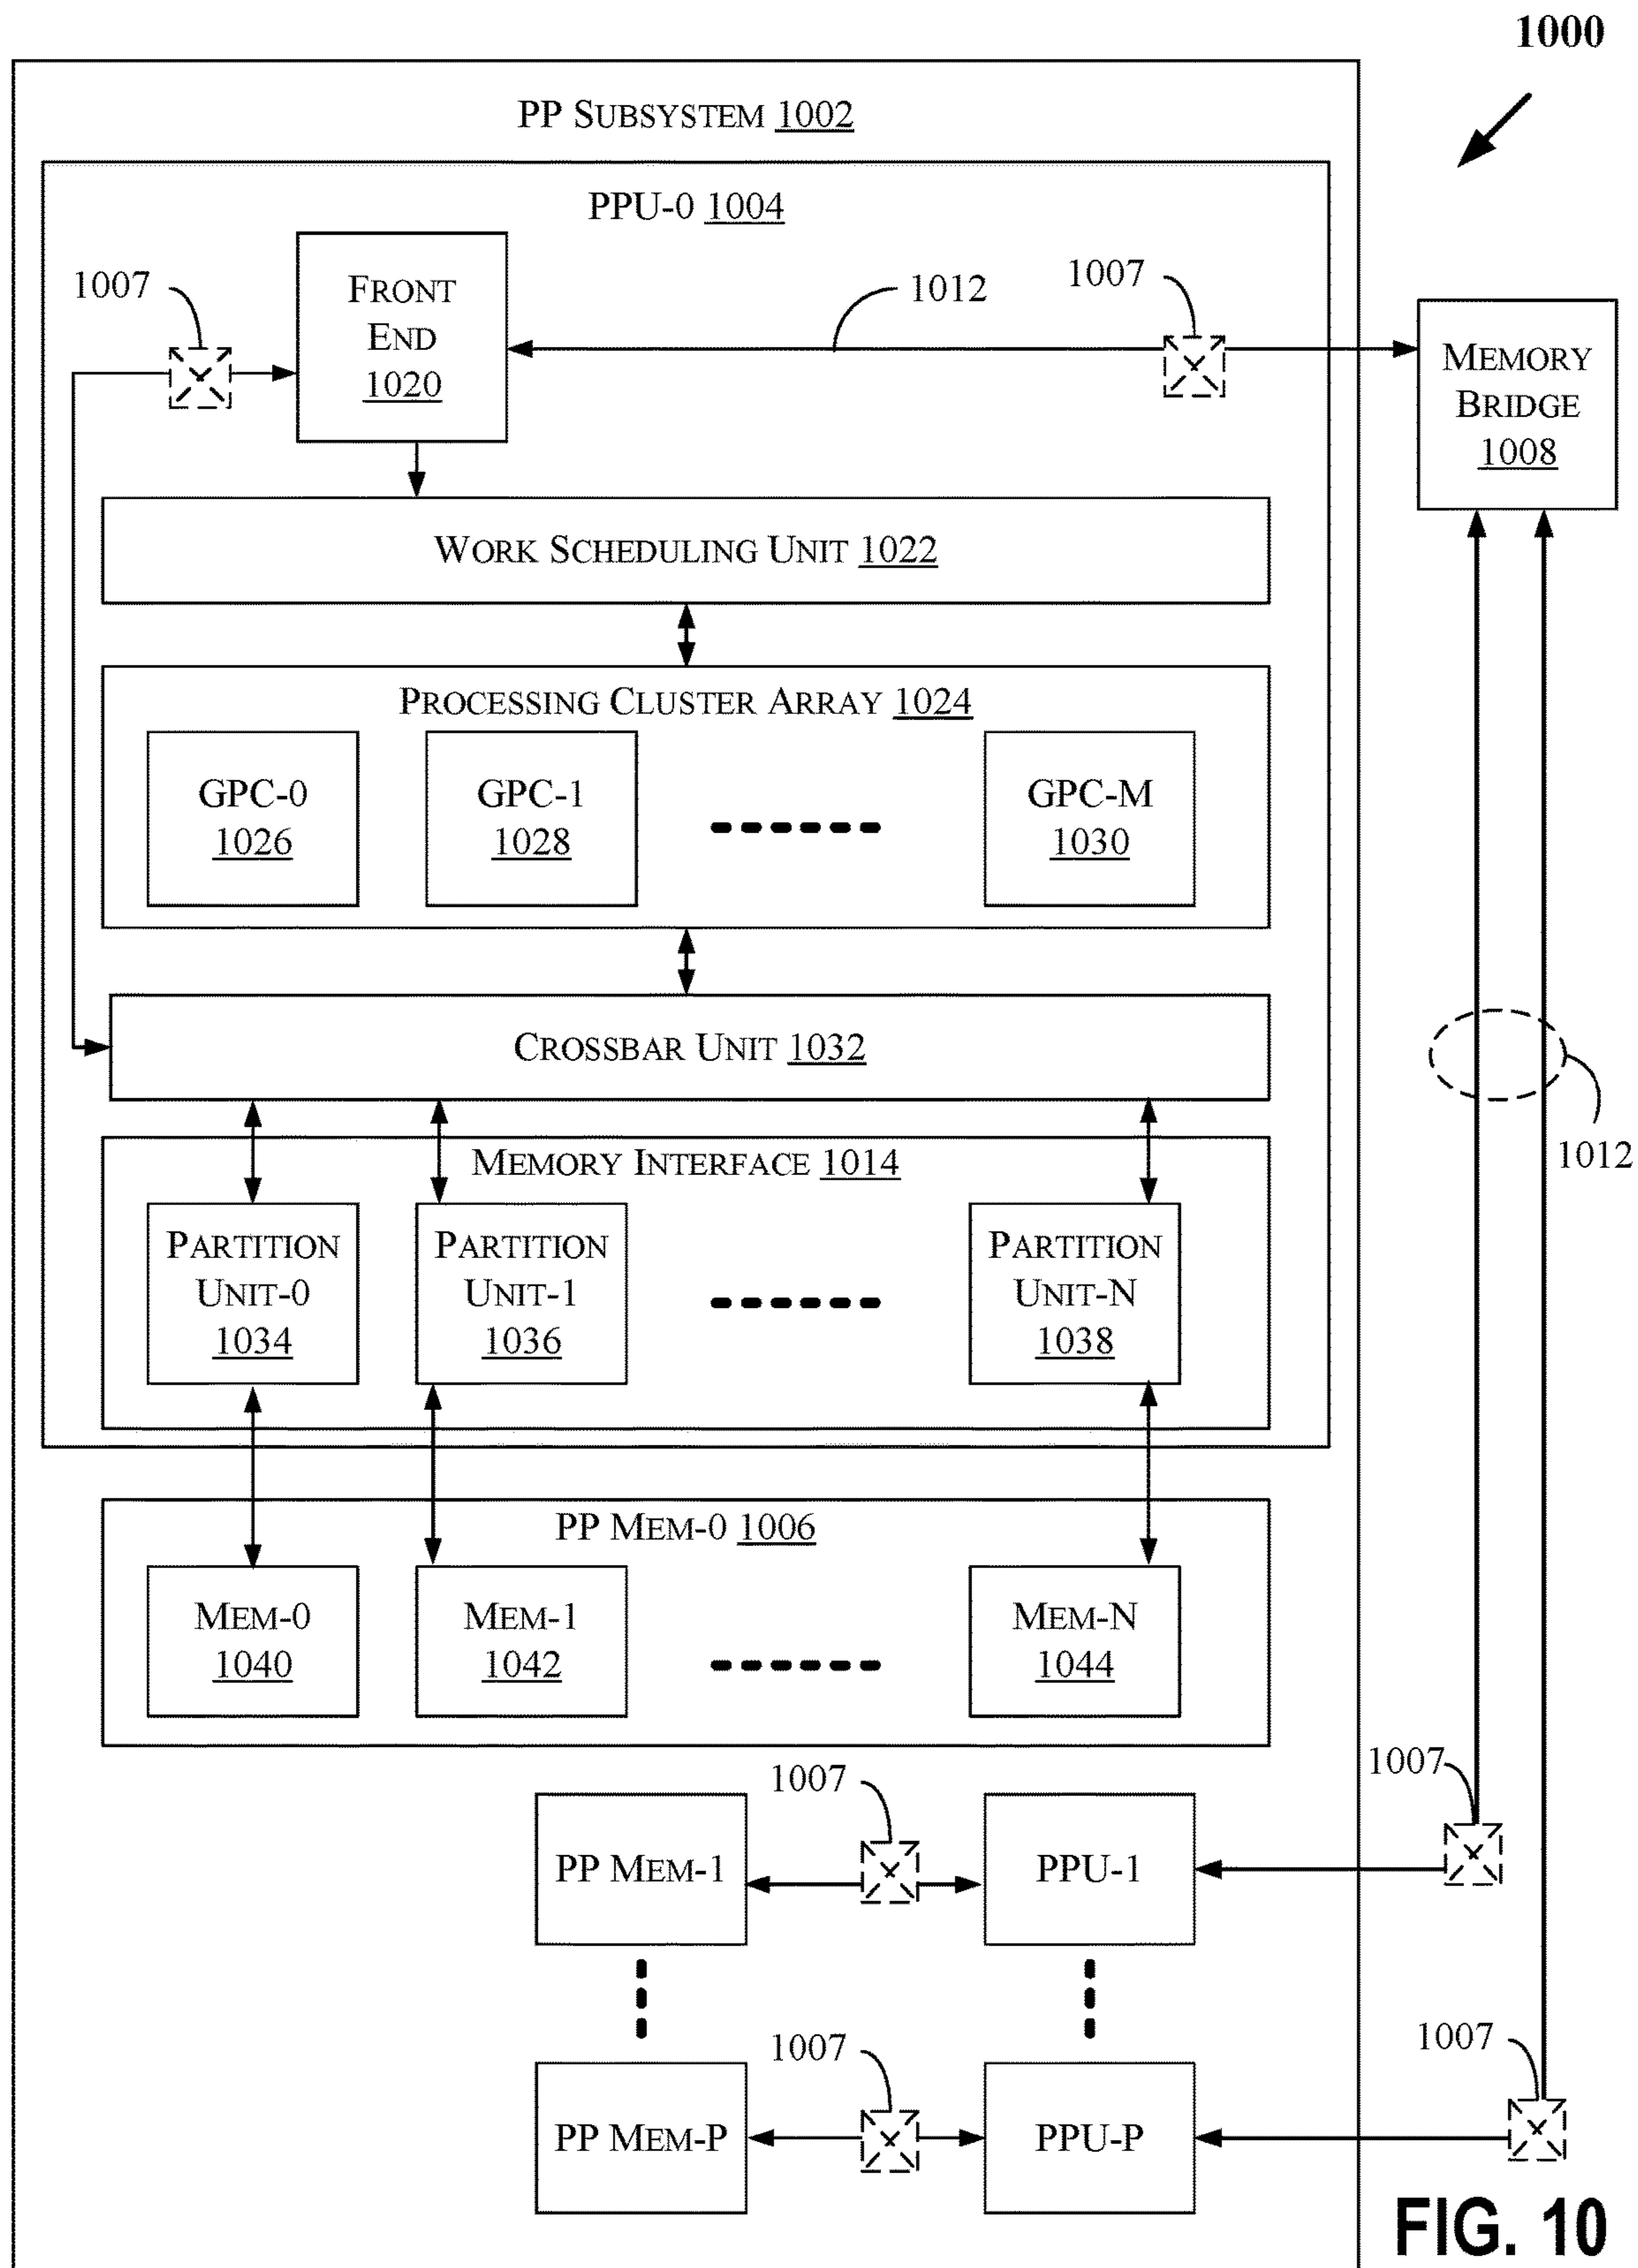 1000
PP SUBSYSTEM 1002
PPU-0 1004
1007
FRONT
END
1020
1012
1007
MEMORY
BRIDGE
1008
WORK SCHEDULING UNIT 1022
PROCESSING CLUSTER ARRAY 1024
GPC-0
1026
GPC-1
1028
GPC-M
1030
CROSSBAR UNIT 1032
1012
MEMORY INTERFACE 1014
PARTITION
UNIT-0
1034
PARTITION
UNIT-1
1036
PARTITION
UNIT-N
1038
PP MEM-0 1006
MEM-0
1040
MEM-1
1042
MEM-N
1044
1007
1007
PP MEM-1
PPU-1
1007
1007
PP MEM-P
PPU-P
FIG. 10